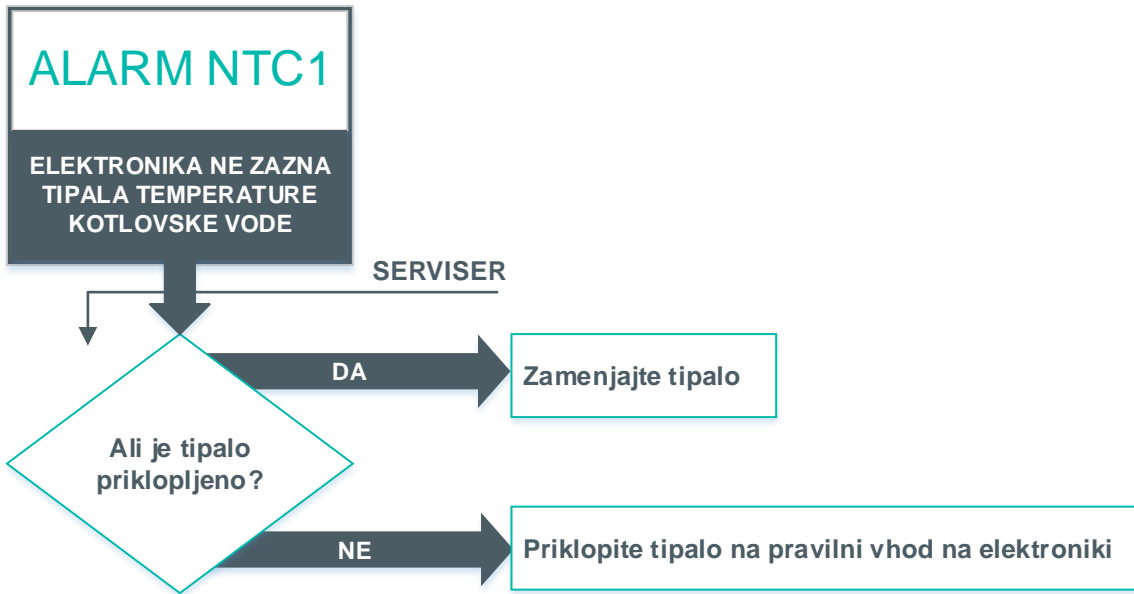 ALARM NTC1
ELEKTRONIKA NE ZAZNA
TIPALA TEMPERATURE
KOTLOVSKE VODE
SERVISER
DA
Zamenjajte tipalo
Ali je tipalo
priklopljeno?
NE
Priklopite tipalo na pravilni vhod na elektroniki